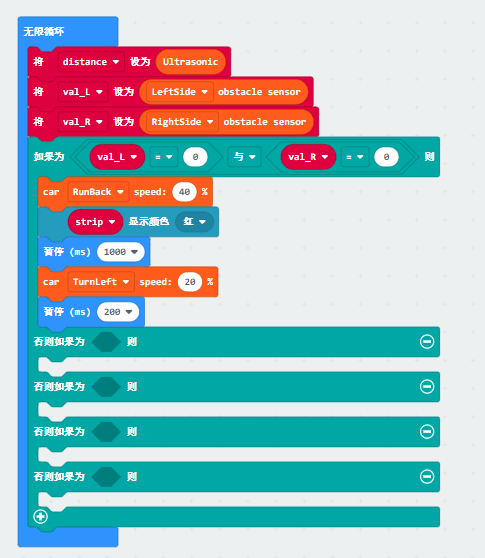 无限循环
将 distance 设为 Ultrasonic
将 val_L 设为 LeftSide obstacle sensor
将 val_R 设为 RightSide obstacle sensor
如果为 val_L = 0 与 val_R = 0 则
car RunBack speed: 40 %
strip 显示颜色 红
暂停 (ms) 1000
car TurnLeft speed: 20 %
暂停 (ms) 200
否则如果为 则
否则如果为 则
否则如果为 则
否则如果为 则